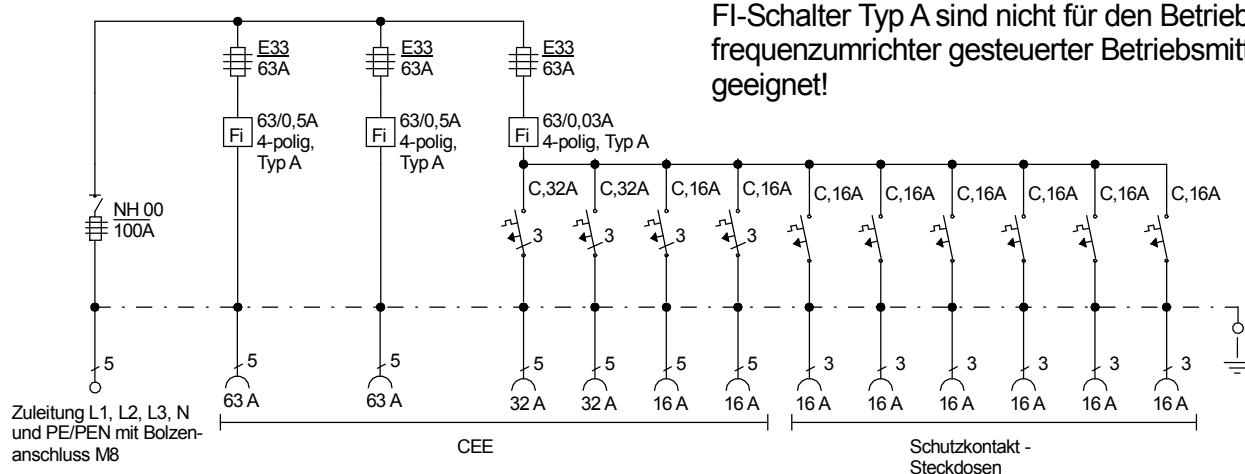 FI-Schalter Typ A sind nicht für den Betrieb
frequenzumrichter gesteuerter Betriebsmitt
geeignet!
E33
63A
E33
63A
E33
63A
Fi
63/0,5A
4-polig,
Typ A
Fi
63/0,5A
4-polig,
Typ A
Fi
63/0,03A
4-polig, Typ A
C,32A
C,32A
C,16A
C,16A
C,16A
C,16A
C,16A
C,16A
C,16A
C,16A
NH 00
100A
3
3
3
3
5
5
5
5
5
5
5
3
3
3
3
3
3
63 A
63 A
32 A
32 A
16 A
16 A
16 A
16 A
16 A
16 A
16 A
16 A
Zuleitung L1, L2, L3, N
und PE/PEN mit Bolzen-
anschluss M8
CEE
Schutzkontakt -
Steckdosen